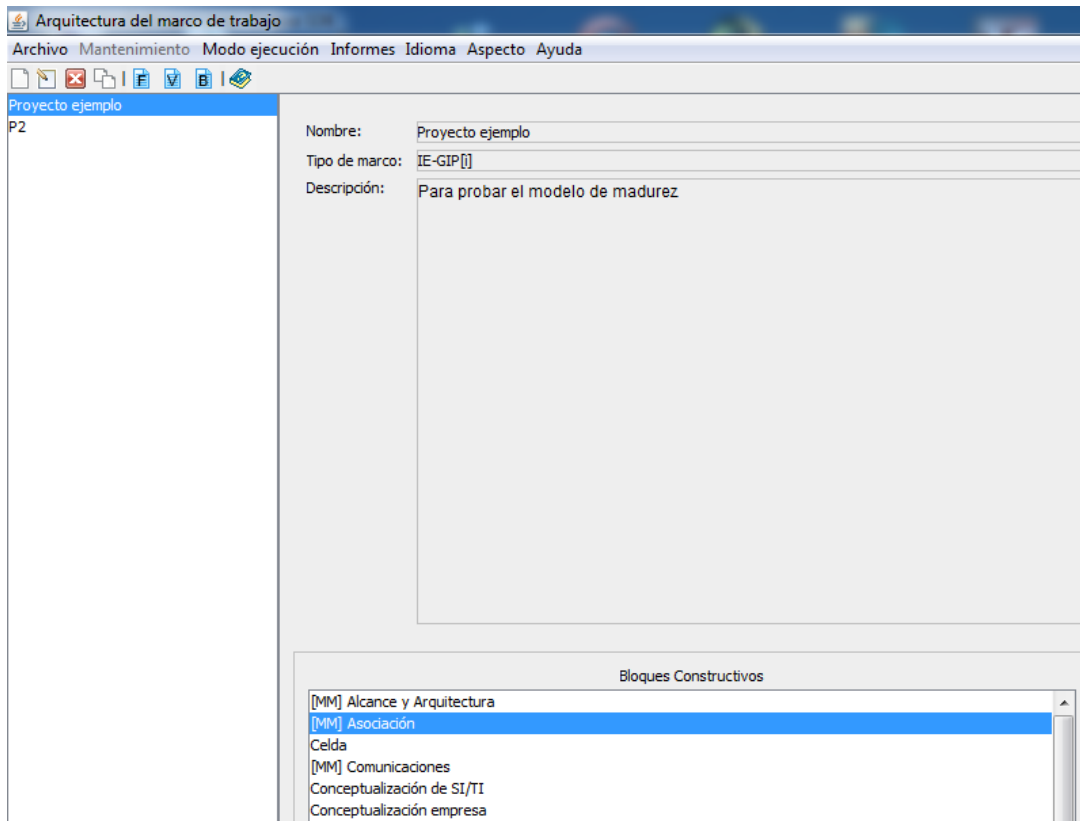 Arquitectura del marco de trabajo
Archivo Mantenimiento Modo ejecución Informes Idioma Aspecto Ayuda
F V B
Proyecto ejemplo
P2
Nombre: Proyecto ejemplo
Tipo de marco: IE-GIP[i]
Descripción: Para probar el modelo de madurez
Bloques Constructivos
[MM] Alcance y Arquitectura
[MM] Asociación
Celda
[MM] Comunicaciones
Conceptualización de SI/TI
Conceptualización empresa